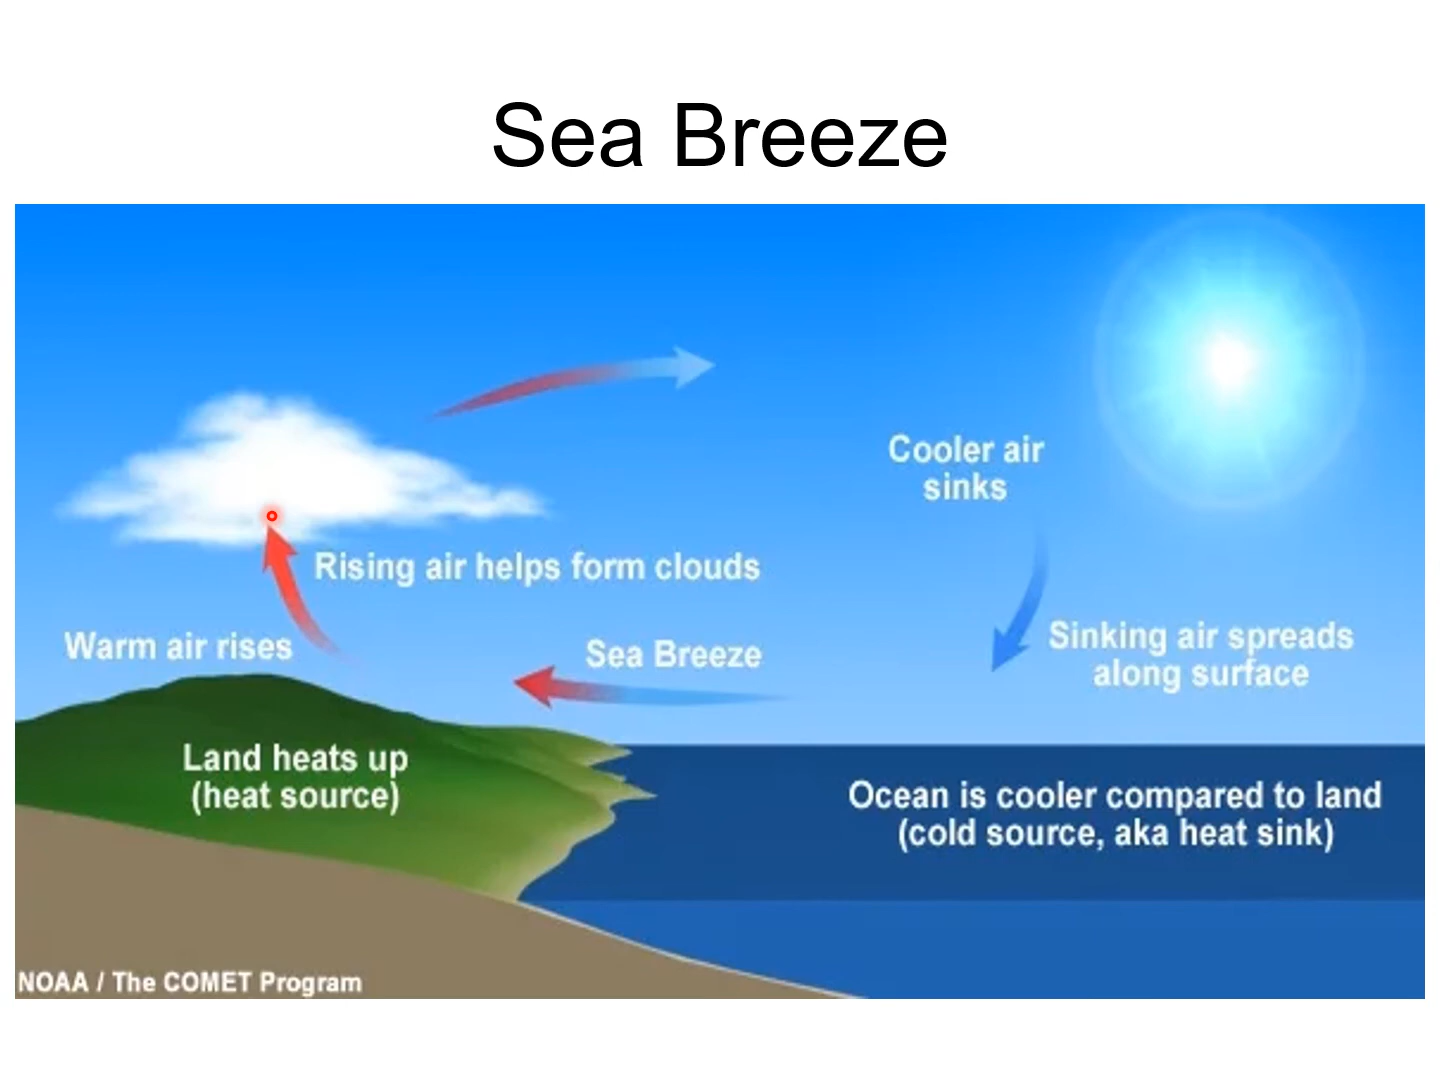 Sea Breeze
Cooler air
sinks
Rising air helps form clouds
Warm air rises
Sea Breeze
Sinking air spreads
along surface
Land heats up
(heat source)
Ocean is cooler compared to land
(cold source, aka heat sink)
NOAA / The COMET Program